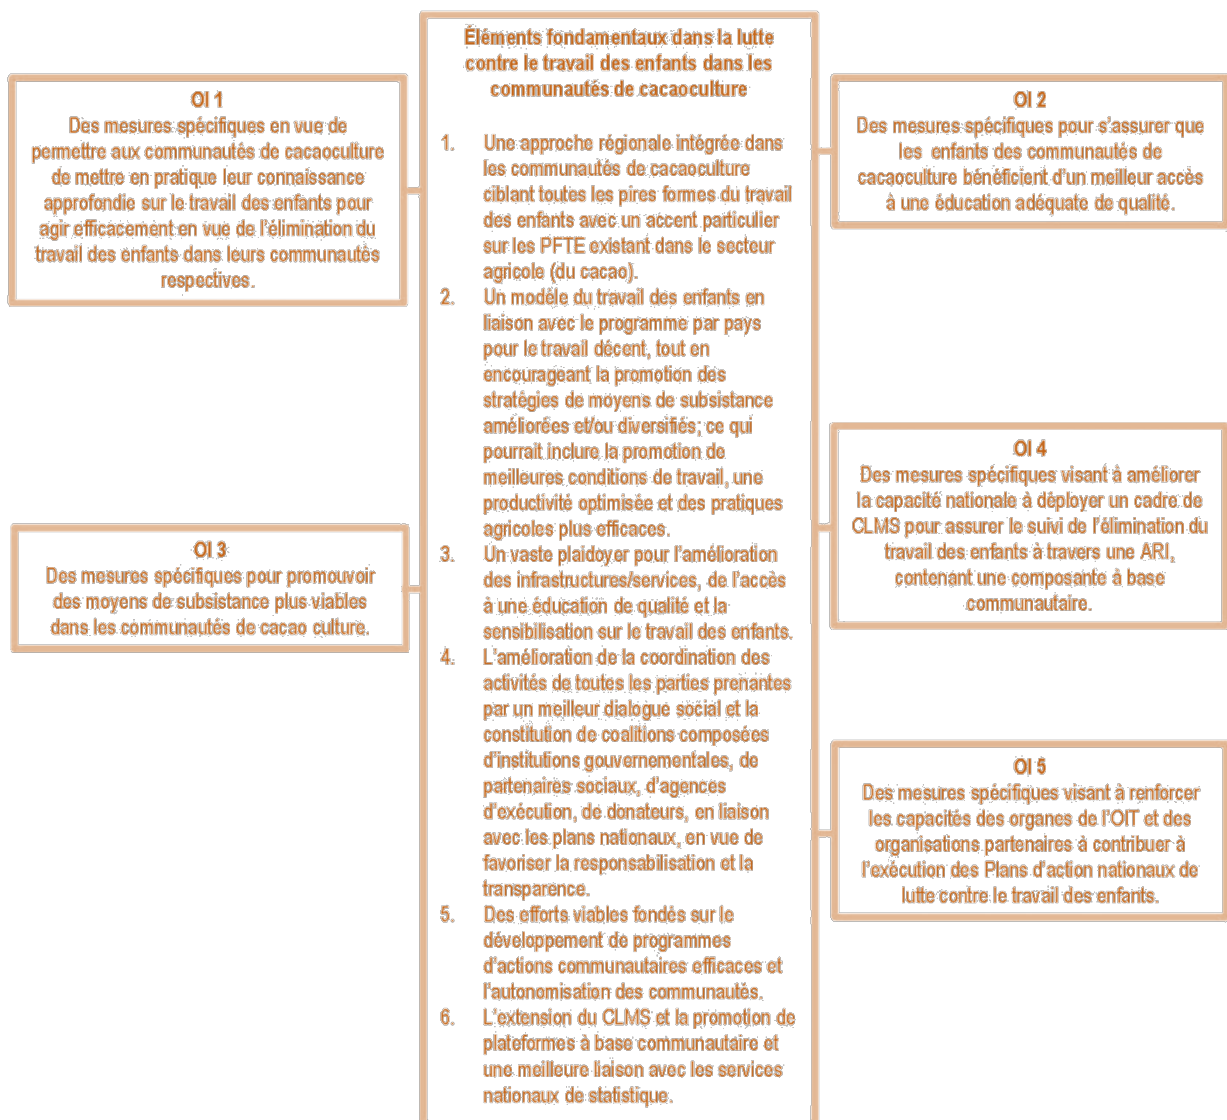 Éléments fondamentaux dans la lutte
contre le travail des enfants dans les
communautés de cacaoculture
1. Une approche régionale intégrée dans
les communautés de cacaoculture
ciblant toutes les pires formes du travail
des enfants avec un accent particulier
sur les PFTE existant dans le secteur
agricole (du cacao).
2. Un modèle du travail des enfants en
liaison avec le programme par pays
pour le travail décent, tout en
encourageant la promotion des
stratégies de moyens de subsistance
améliorées et/ou diversifiés; ce qui
pourrait inclure la promotion de
meilleures conditions de travail, une
productivité optimisée et des pratiques
agricoles plus efficaces.
3. Un vaste plaidoyer pour l'amélioration
des infrastructures/services, de l'accès
à une éducation de qualité et la
sensibilisation sur le travail des enfants.
4. L'amélioration de la coordination des
activités de toutes les parties prenantes
par un meilleur dialogue social et la
constitution de coalitions composées
d'institutions gouvernementales, de
partenaires sociaux, d'agences
d'exécution, de donateurs, en liaison
avec les plans nationaux, en vue de
favoriser la responsabilisation et la
transparence.
5. Des efforts viables fondés sur le
développement de programmes
d'actions communautaires efficaces et
l'autonomisation des communautés.
6. L'extension du CLMS et la promotion de
plateformes à base communautaire et
une meilleure liaison avec les services
nationaux de statistique.
OI 1
Des mesures spécifiques en vue de
permettre aux communautés de cacaoculture
de mettre en pratique leur connaissance
approfondie sur le travail des enfants pour
agir efficacement en vue de l'élimination du
travail des enfants dans leurs communautés
respectives.
OI 2
Des mesures spécifiques pour s'assurer que
les enfants des communautés de
cacaoculture bénéficient d'un meilleur accès
à une éducation adéquate de qualité.
OI 3
Des mesures spécifiques pour promouvoir
des moyens de subsistance plus viables
dans les communautés de cacao culture.
OI 4
Des mesures spécifiques visant à améliorer
la capacité nationale à déployer un cadre de
CLMS pour assurer le suivi de l'élimination du
travail des enfants à travers une ARI,
contenant une composante à base
communautaire.
OI 5
Des mesures spécifiques visant à renforcer
les capacités des organes de l'OIT et des
organisations partenaires à contribuer à
l'exécution des Plans d'action nationaux de
lutte contre le travail des enfants.